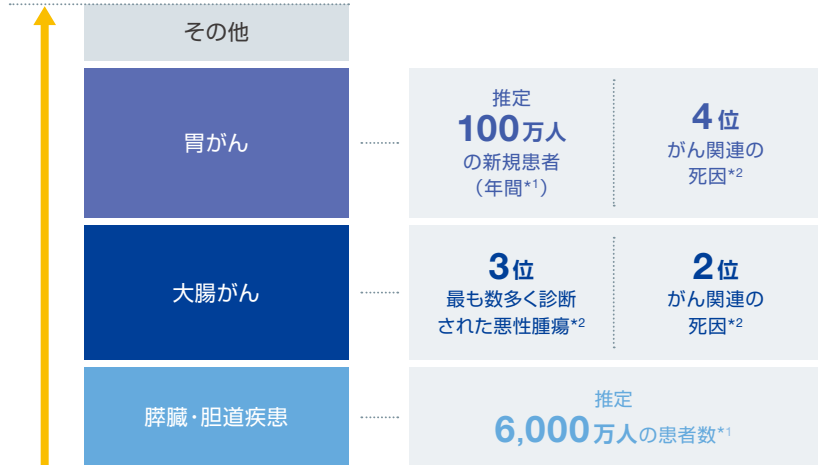 その他
胃がん
推定
100万人
の新規患者
（年間*1）
4位
がん関連の
死因*2
大腸がん
3位
最も数多く診断
された悪性腫瘍*2
2位
がん関連の
死因*2
膵臓・胆道疾患
推定
6,000万人の患者数*1